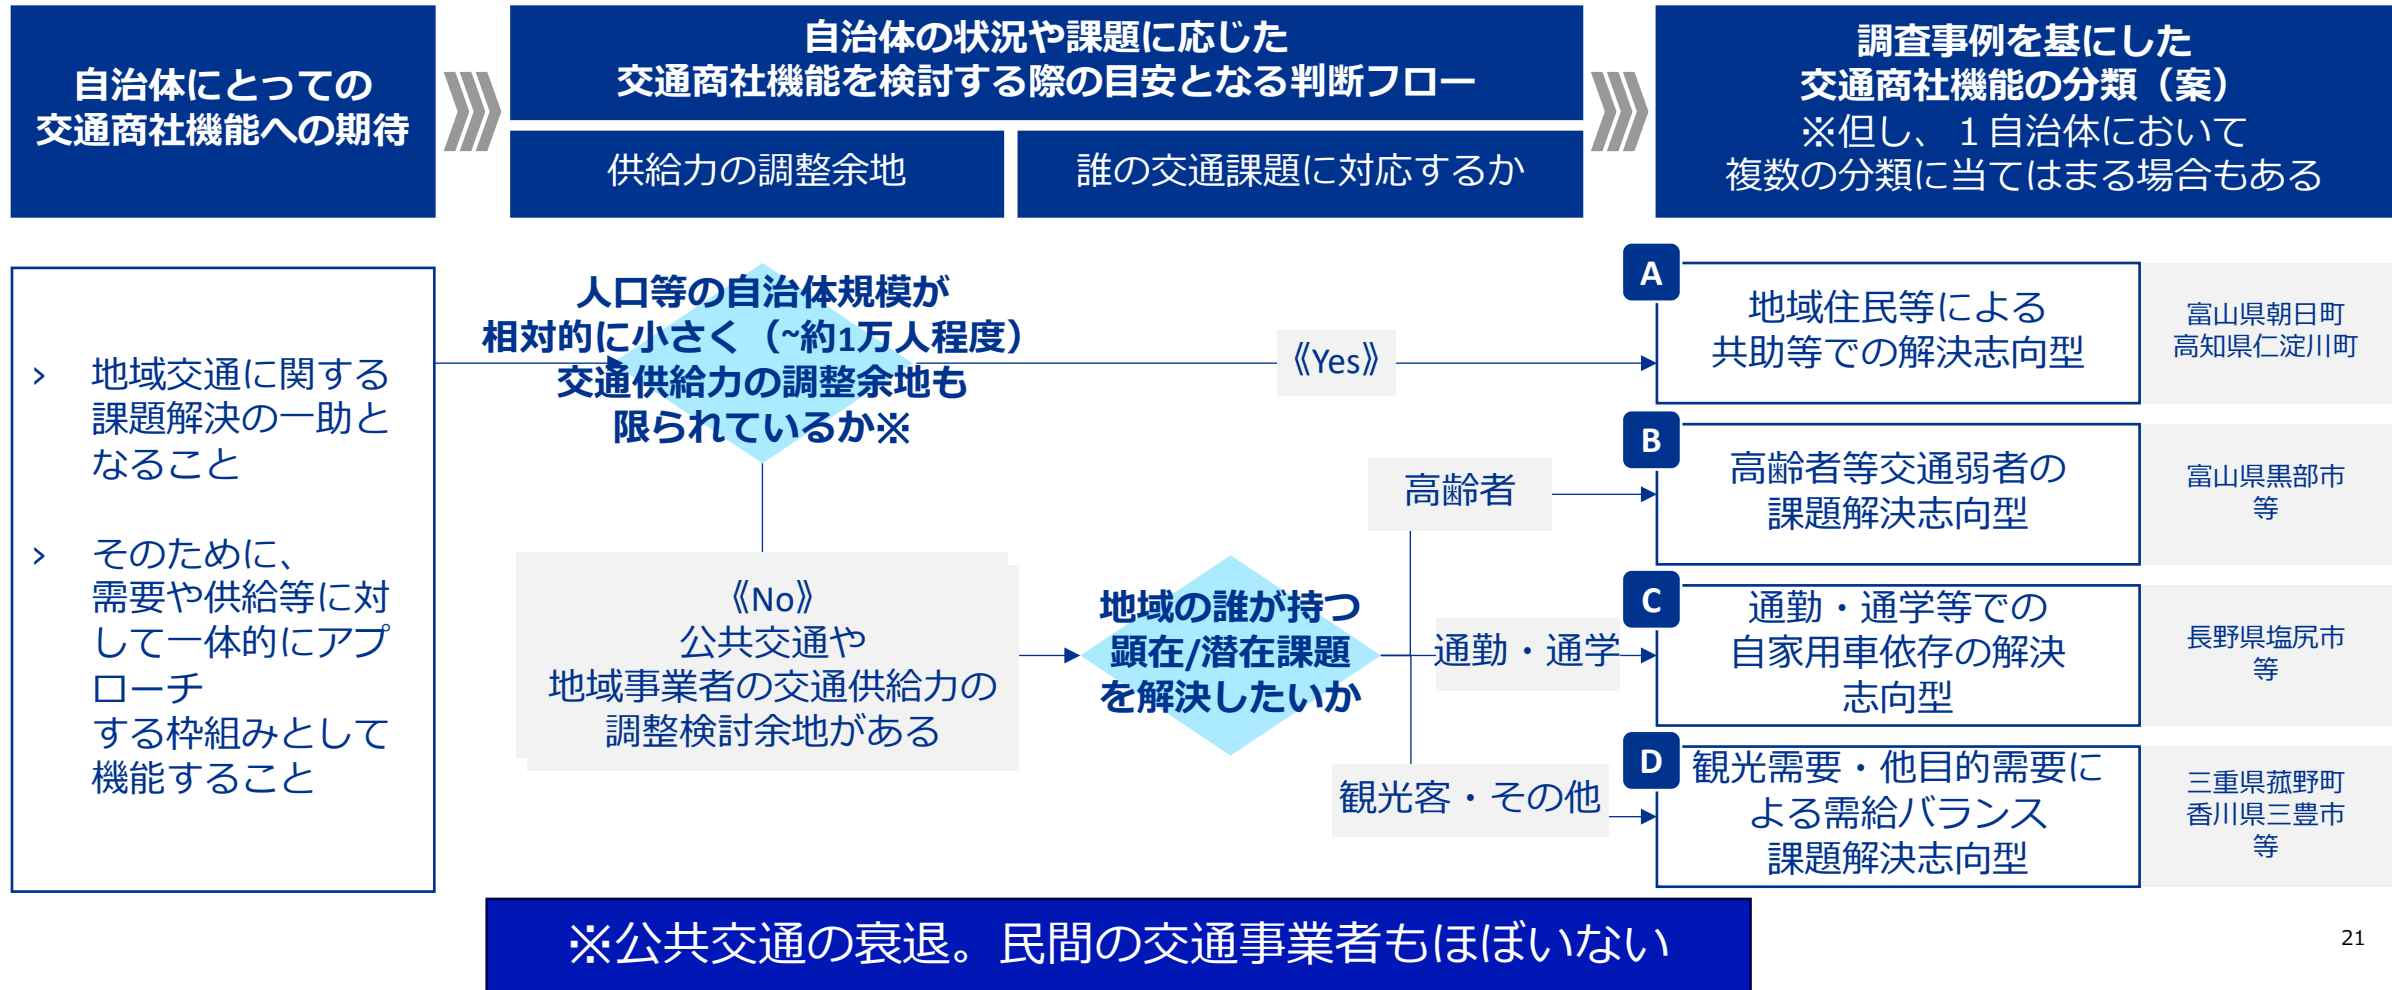 自治体にとっての
交通商社機能への期待
自治体の状況や課題に応じた
交通商社機能を検討する際の目安となる判断フロー
供給力の調整余地
誰の交通課題に対応するか
調査事例を基にした
交通商社機能の分類（案）
※但し、１自治体において
複数の分類に当てはまる場合もある
› 地域交通に関する
課題解決の一助と
なること
› そのために、
需要や供給等に対
して一体的にアプ
ローチ
する枠組みとして
機能すること
人口等の自治体規模が
相対的に小さく（~約1万人程度）
交通供給力の調整余地も
限られているか※
《Yes》
《No》
公共交通や
地域事業者の交通供給力の
調整検討余地がある
地域の誰が持つ
顕在/潜在課題
を解決したいか
高齢者
通勤・通学
観光客・その他
A
地域住民等による
共助等での解決志向型
富山県朝日町
高知県仁淀川町
B
高齢者等交通弱者の
課題解決志向型
富山県黒部市
等
C
通勤・通学等での
自家用車依存の解決
志向型
長野県塩尻市
等
D
観光需要・他目的需要に
よる需給バランス
課題解決志向型
三重県菰野町
香川県三豊市
等
※公共交通の衰退。民間の交通事業者もほぼいない
21